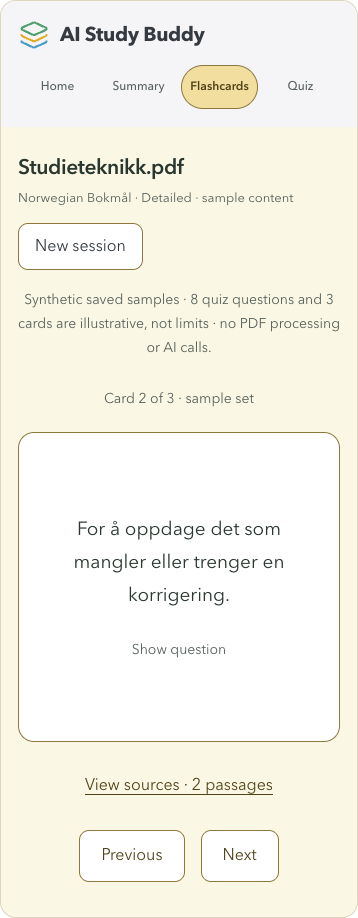 AI Study Buddy
Home Summary Flashcards Quiz
Studieteknikk.pdf
Norwegian Bokmål · Detailed · sample content
New session
Synthetic saved samples · 8 quiz questions and 3
cards are illustrative, not limits · no PDF processing
or AI calls.
Card 2 of 3 · sample set
For å oppdage det som
mangler eller trenger en
korrigering.
Show question
View sources · 2 passages
Previous Next